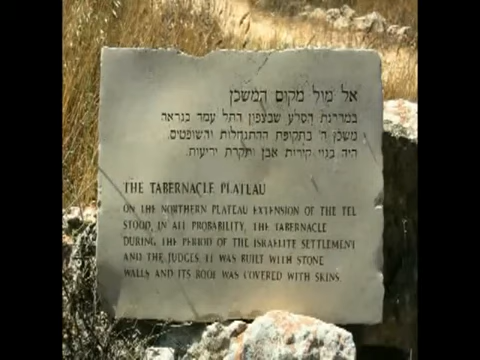 אל מול מקום המשכן
במדרגת הסלע שבצפון התל עמד כנראה
משכן ה' בתקופת ההתנחלות והשופטים.
היה בנוי קירות אבן ותקרת יריעות.
THE TABERNACLE PLATEAU
ON THE NORTHERN PLATEAU EXTENSION OF THE TEL
STOOD, IN ALL PROBABILITY, THE TABERNACLE
DURING THE PERIOD OF THE ISRAELITE SETTLEMENT
AND THE JUDGES. IT WAS BUILT WITH STONE
WALLS AND ITS ROOF WAS COVERED WITH SKINS.